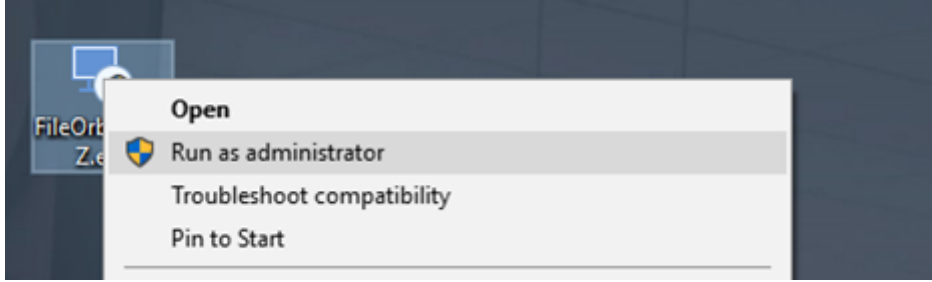 FileOrb
Z.e
Open
Run as administrator
Troubleshoot compatibility
Pin to Start